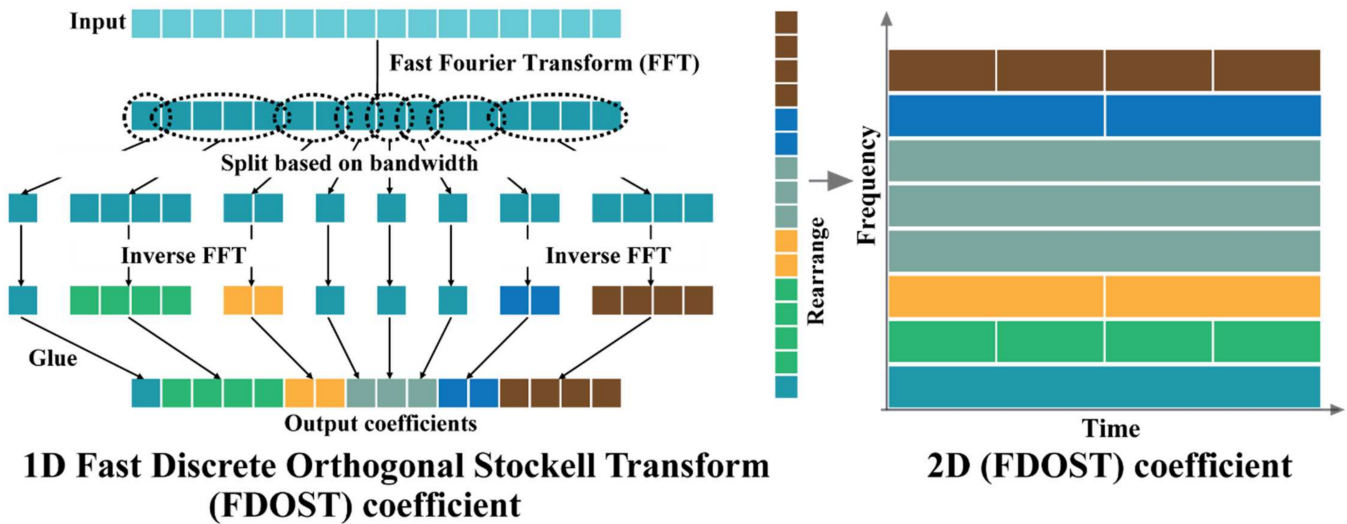 Input
Fast Fourier Transform (FFT)
Split based on bandwidth
Inverse FFT
Inverse FFT
Glue
Output coefficients
1D Fast Discrete Orthogonal Stockell Transform
(FDOST) coefficient
Rearrange
Frequency
Time
2D (FDOST) coefficient